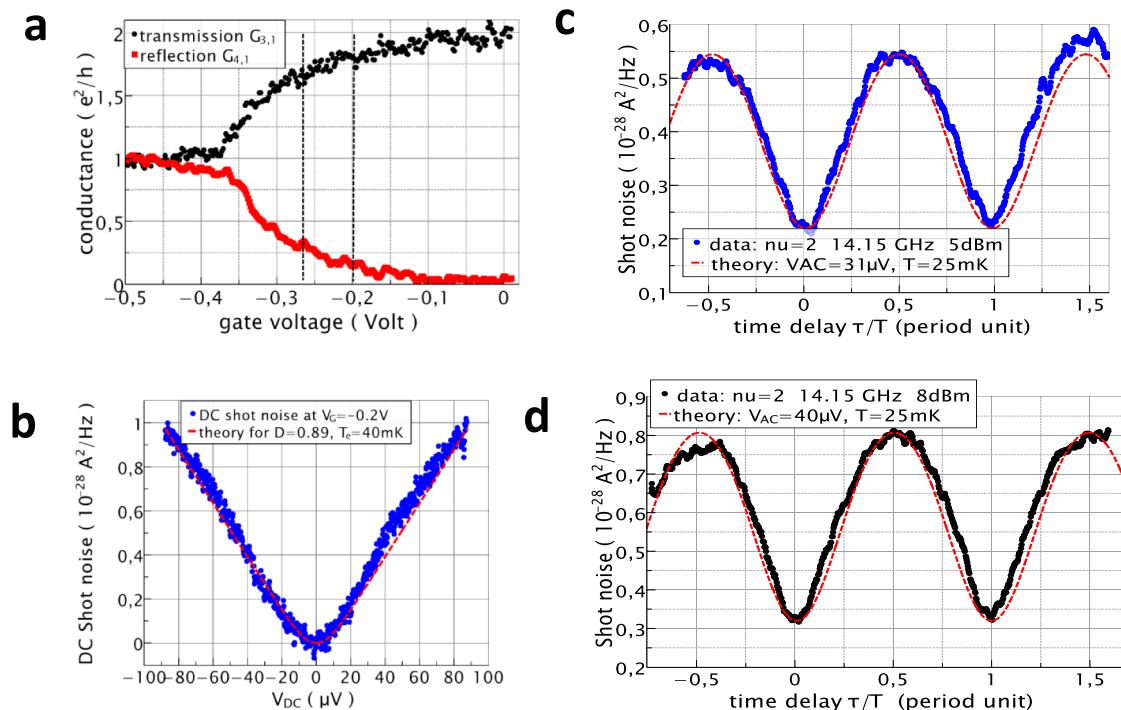 a
transmission G3,1
reflection G4,1
conductance ( e²/h )
2
1,5
1
0,5
0
−0,5
−0,4
−0,3
−0,2
−0,1
0
gate voltage ( Volt )
b
DC shot noise at VG=−0.2V
theory for D=0.89, Te=40mK
DC Shot noise ( 10⁻²⁸ A²/Hz )
1
0,8
0,6
0,4
0,2
0
−100
−80
−60
−40
−20
0
20
40
60
80
100
VDC ( µV )
c
Shot noise ( 10⁻²⁸ A²/Hz )
0,6
0,5
0,4
0,3
0,2
0,1
data: nu=2 14.15 GHz 5dBm
theory: VAC=31µV, T=25mK
−0,5
0
0,5
1
1,5
time delay τ/T (period unit)
d
data: nu=2 14.15 GHz 8dBm
theory: VAC=40µV, T=25mK
Shot noise ( 10⁻²⁸ A²/Hz )
0,9
0,8
0,7
0,6
0,5
0,4
0,3
0,2
−0,5
0
0,5
1
1,5
time delay τ/T (period unit)